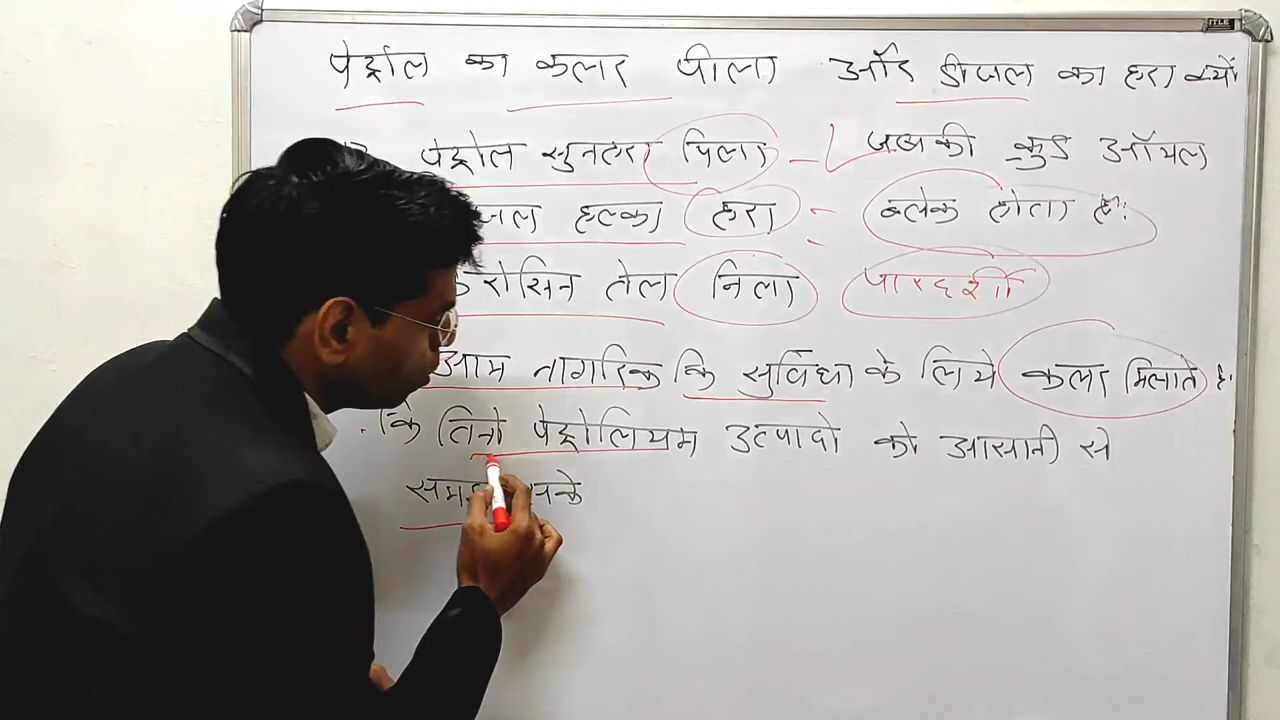 पेट्रोल का कलर पीला और डीजल का हरा क्यों
पेट्रोल सुनहरा पिला - जबकी क्रुड ऑयल
जल हल्का हरा - ब्लेक होता है:
रोसिन तेल निला पारदर्शी
आम नागरिक कि सुविधा के लिये कलर मिलाते है.
. कि तिनो पेट्रोलियम उत्पादो को आसानी से